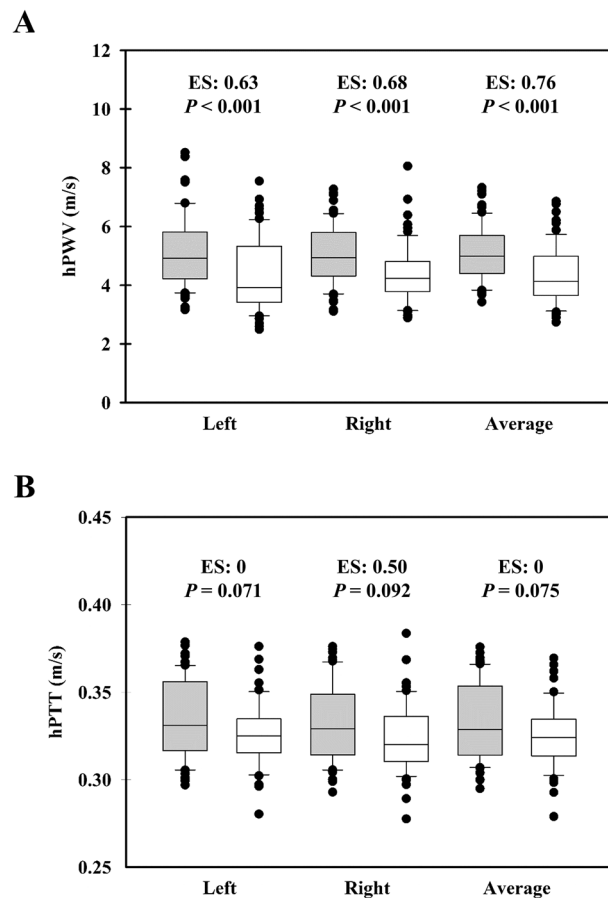 A
12
10
8
6
4
2
0
hPWV (m/s)
ES: 0.63
P < 0.001
ES: 0.68
P < 0.001
ES: 0.76
P < 0.001
Left
Right
Average
B
0.45
0.40
0.35
0.30
0.25
hPTT (m/s)
ES: 0
P = 0.071
ES: 0.50
P = 0.092
ES: 0
P = 0.075
Left
Right
Average